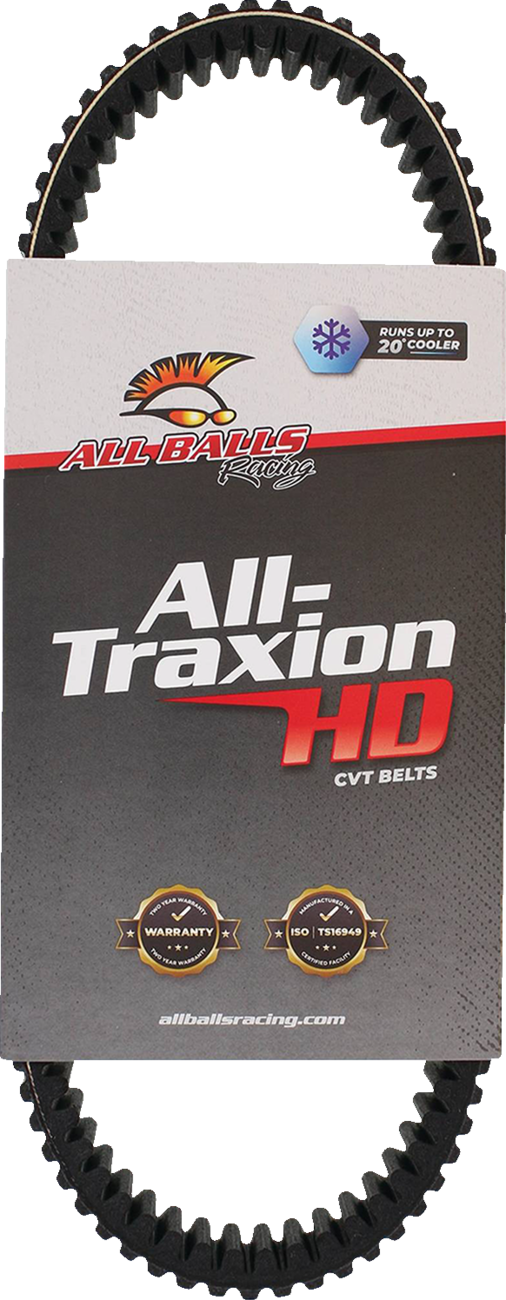 RUNS UP TO
20° COOLER
ALL BALLS
Racing
All-
Traxion
HD
CVT BELTS
TWO YEAR WARRANTY
WARRANTY
TWO YEAR WARRANTY
MANUFACTURED IN A
ISO | TS16949
CERTIFIED FACILITY
allballsracing.com